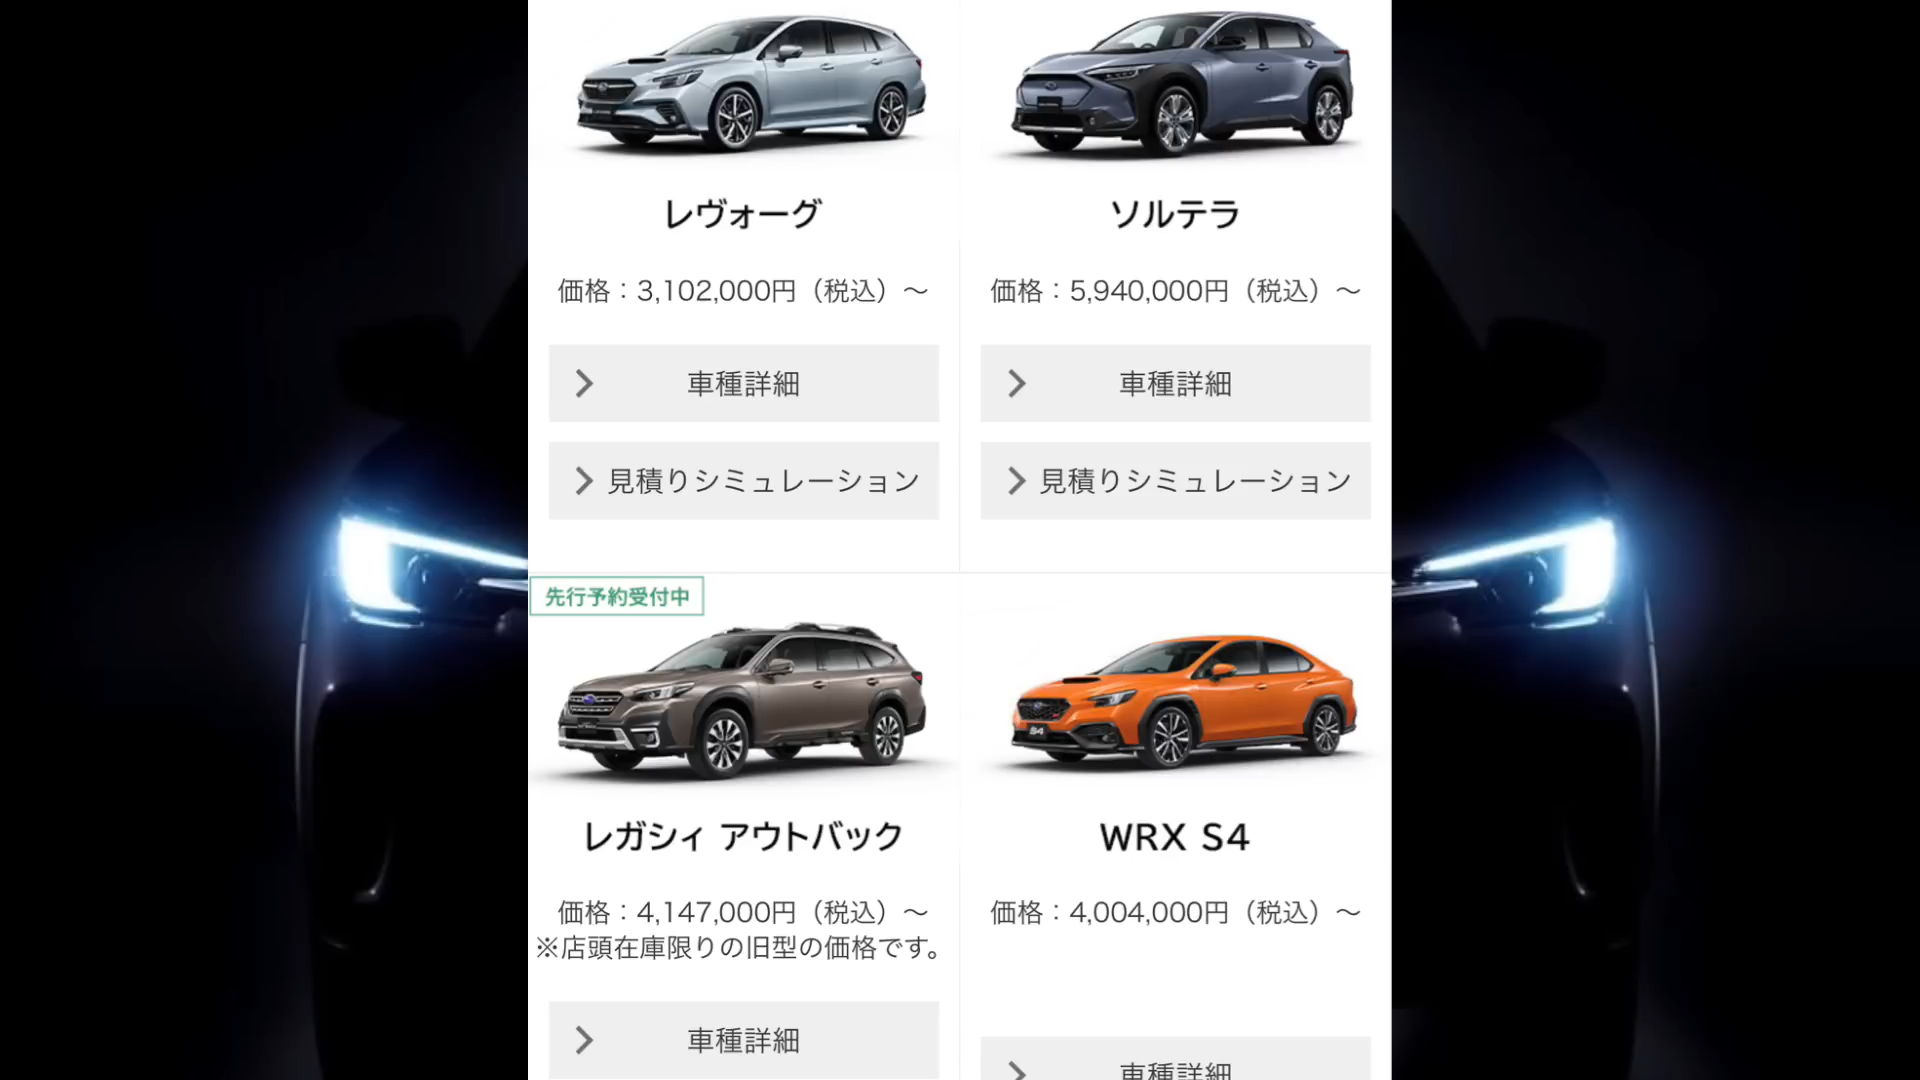 レヴォーグ
価格：3,102,000円（税込）～
車種詳細
見積りシミュレーション
ソルテラ
価格：5,940,000円（税込）～
車種詳細
見積りシミュレーション
先行予約受付中
レガシィ アウトバック
価格：4,147,000円（税込）～
※店頭在庫限りの旧型の価格です。
車種詳細
S4
WRX S4
価格：4,004,000円（税込）～
車種詳細